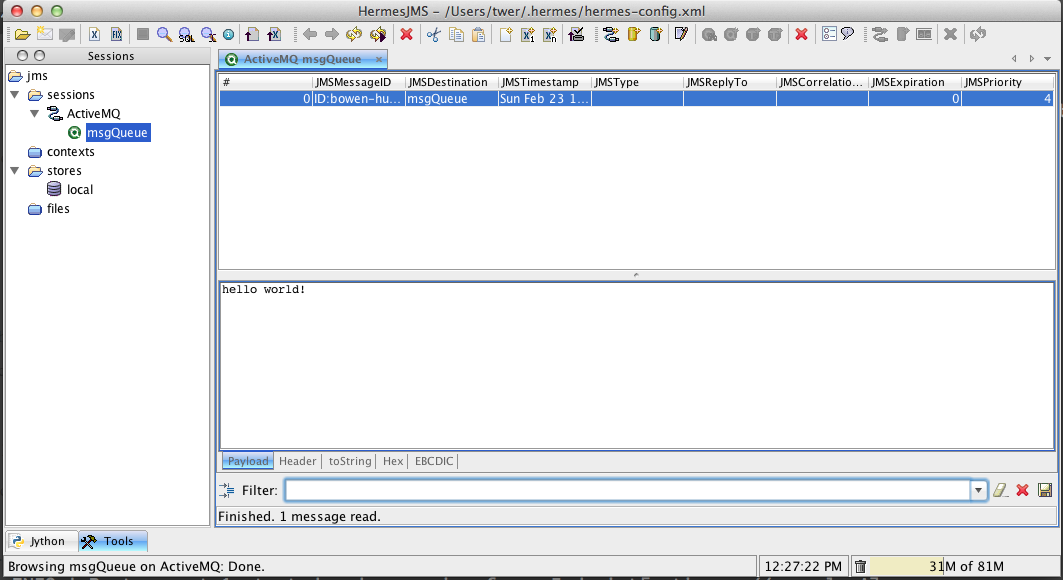 HermesJMS - /Users/twer/.hermes/hermes-config.xml
Sessions
jms
sessions
ActiveMQ
msgQueue
contexts
stores
local
files
ActiveMQ msgQueue
# JMSMessageID JMSDestination JMSTimestamp JMSType JMSReplyTo JMSCorrelatio... JMSExpiration JMSPriority
0 ID:bowen-hu... msgQueue Sun Feb 23 1... 0 4
hello world!
Payload Header toString Hex EBCDIC
Filter:
Finished. 1 message read.
Jython Tools
Browsing msgQueue on ActiveMQ: Done. 12:27:22 PM 31M of 81M